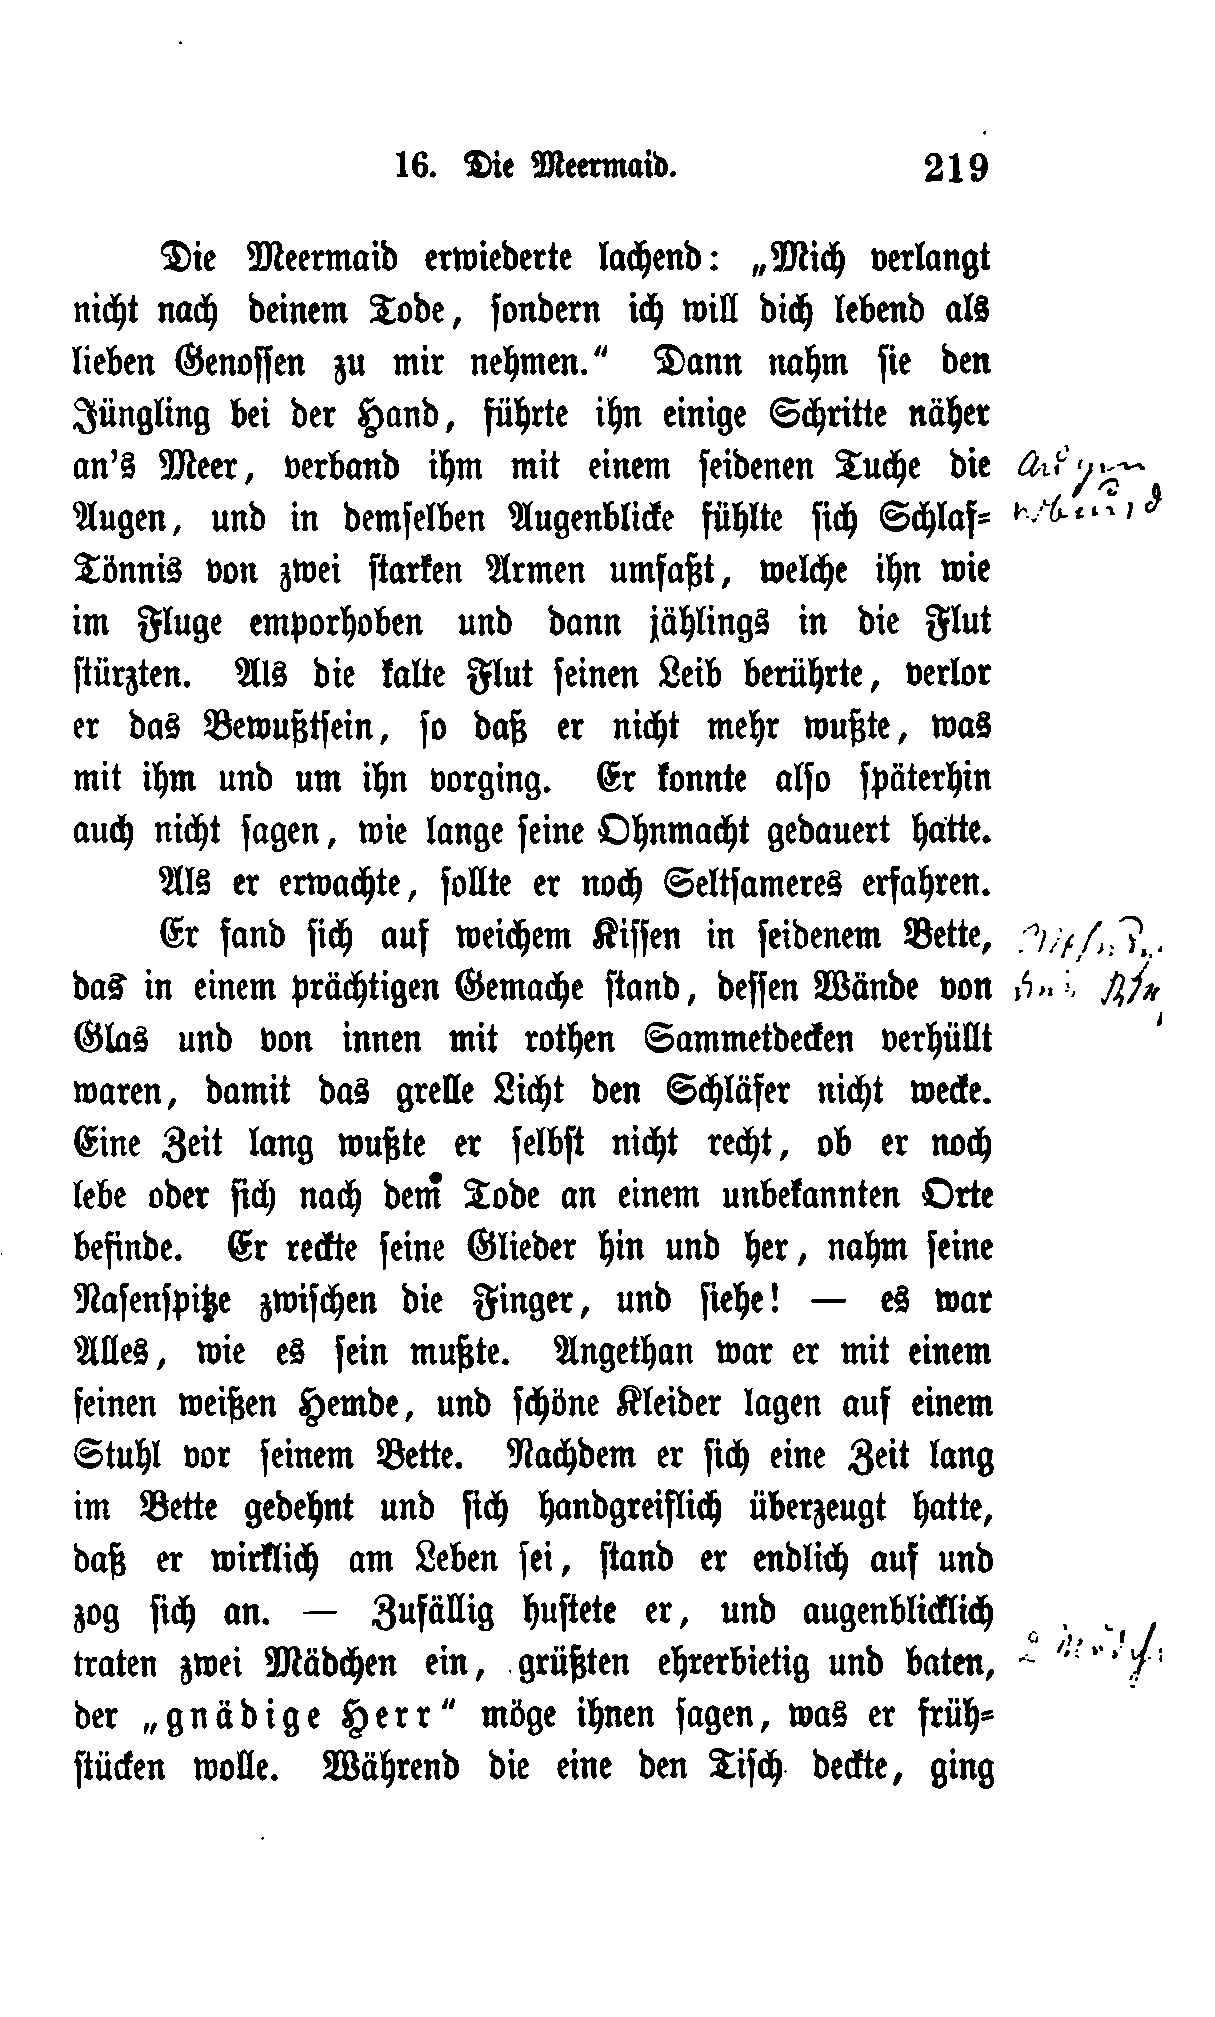 16. Die Meermaid. 219
Die Meermaid erwiederte lachend: „Mich verlangt
nicht nach deinem Tode, sondern ich will dich lebend als
lieben Genossen zu mir nehmen.“ Dann nahm sie den
Jüngling bei der Hand, führte ihn einige Schritte näher
an's Meer, verband ihm mit einem seidenen Tuche die
Augen, und in demselben Augenblicke fühlte sich Schlaf-
Tönnis von zwei starken Armen umfaßt, welche ihn wie
im Fluge emporhoben und dann jählings in die Flut
stürzten. Als die kalte Flut seinen Leib berührte, verlor
er das Bewußtsein, so daß er nicht mehr wußte, was
mit ihm und um ihn vorging. Er konnte also späterhin
auch nicht sagen, wie lange seine Ohnmacht gedauert hatte.
Als er erwachte, sollte er noch Seltsameres erfahren.
Er fand sich auf weichem Kissen in seidenem Bette,
das in einem prächtigen Gemache stand, dessen Wände von
Glas und von innen mit rothen Sammetdecken verhüllt
waren, damit das grelle Licht den Schläfer nicht wecke.
Eine Zeit lang wußte er selbst nicht recht, ob er noch
lebe oder sich nach dem Tode an einem unbekannten Orte
befinde. Er reckte seine Glieder hin und her, nahm seine
Nasenspitze zwischen die Finger, und siehe! — es war
Alles, wie es sein mußte. Angethan war er mit einem
feinen weißen Hemde, und schöne Kleider lagen auf einem
Stuhl vor seinem Bette. Nachdem er sich eine Zeit lang
im Bette gedehnt und sich handgreiflich überzeugt hatte,
daß er wirklich am Leben sei, stand er endlich auf und
zog sich an. — Zufällig hustete er, und augenblicklich
traten zwei Mädchen ein, grüßten ehrerbietig und baten,
der „gnädige Herr“ möge ihnen sagen, was er früh-
stücken wolle. Während die eine den Tisch deckte, ging